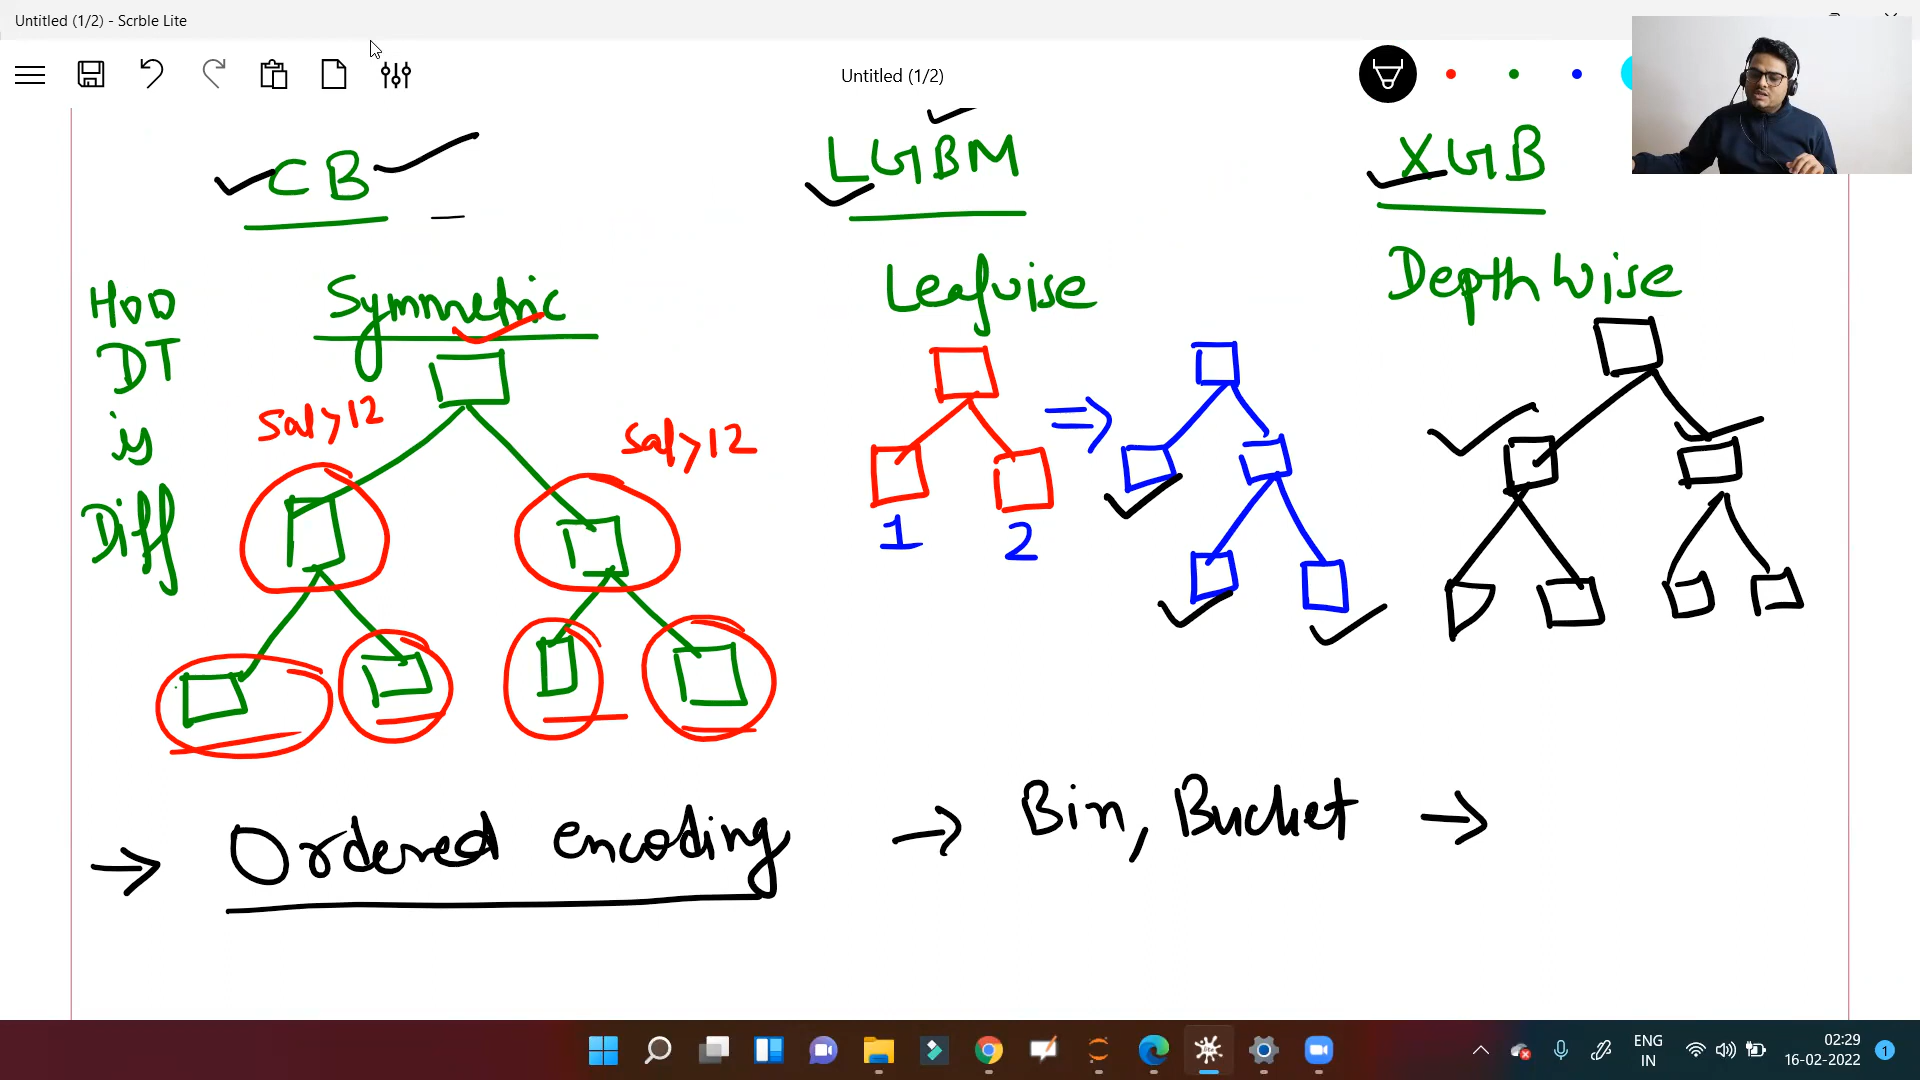 Untitled (1/2) - Scrble Lite
Untitled (1/2)
CB
LGBM
XGB
How
DT
is
Diff
Symmetric
Leafwise
Depth Wise
Sal>12
Sal>12
1
2
→ Ordered encoding
→ Bin, Bucket →
ENG
IN
02:29
16-02-2022
1